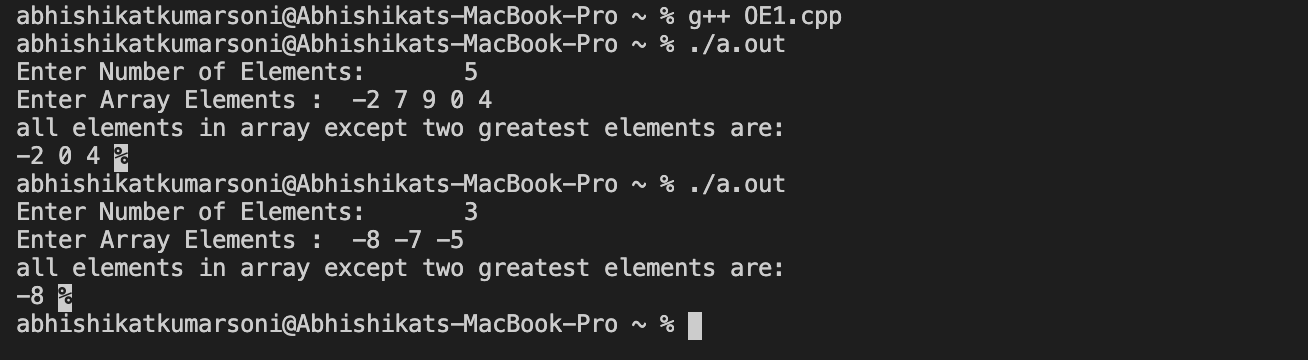 abhishikatkumarsoni@Abhishikats-MacBook-Pro ~ % g++ OE1.cpp
abhishikatkumarsoni@Abhishikats-MacBook-Pro ~ % ./a.out
Enter Number of Elements:       5
Enter Array Elements :  -2 7 9 0 4
all elements in array except two greatest elements are:
-2 0 4 %
abhishikatkumarsoni@Abhishikats-MacBook-Pro ~ % ./a.out
Enter Number of Elements:       3
Enter Array Elements :  -8 -7 -5
all elements in array except two greatest elements are:
-8 %
abhishikatkumarsoni@Abhishikats-MacBook-Pro ~ %